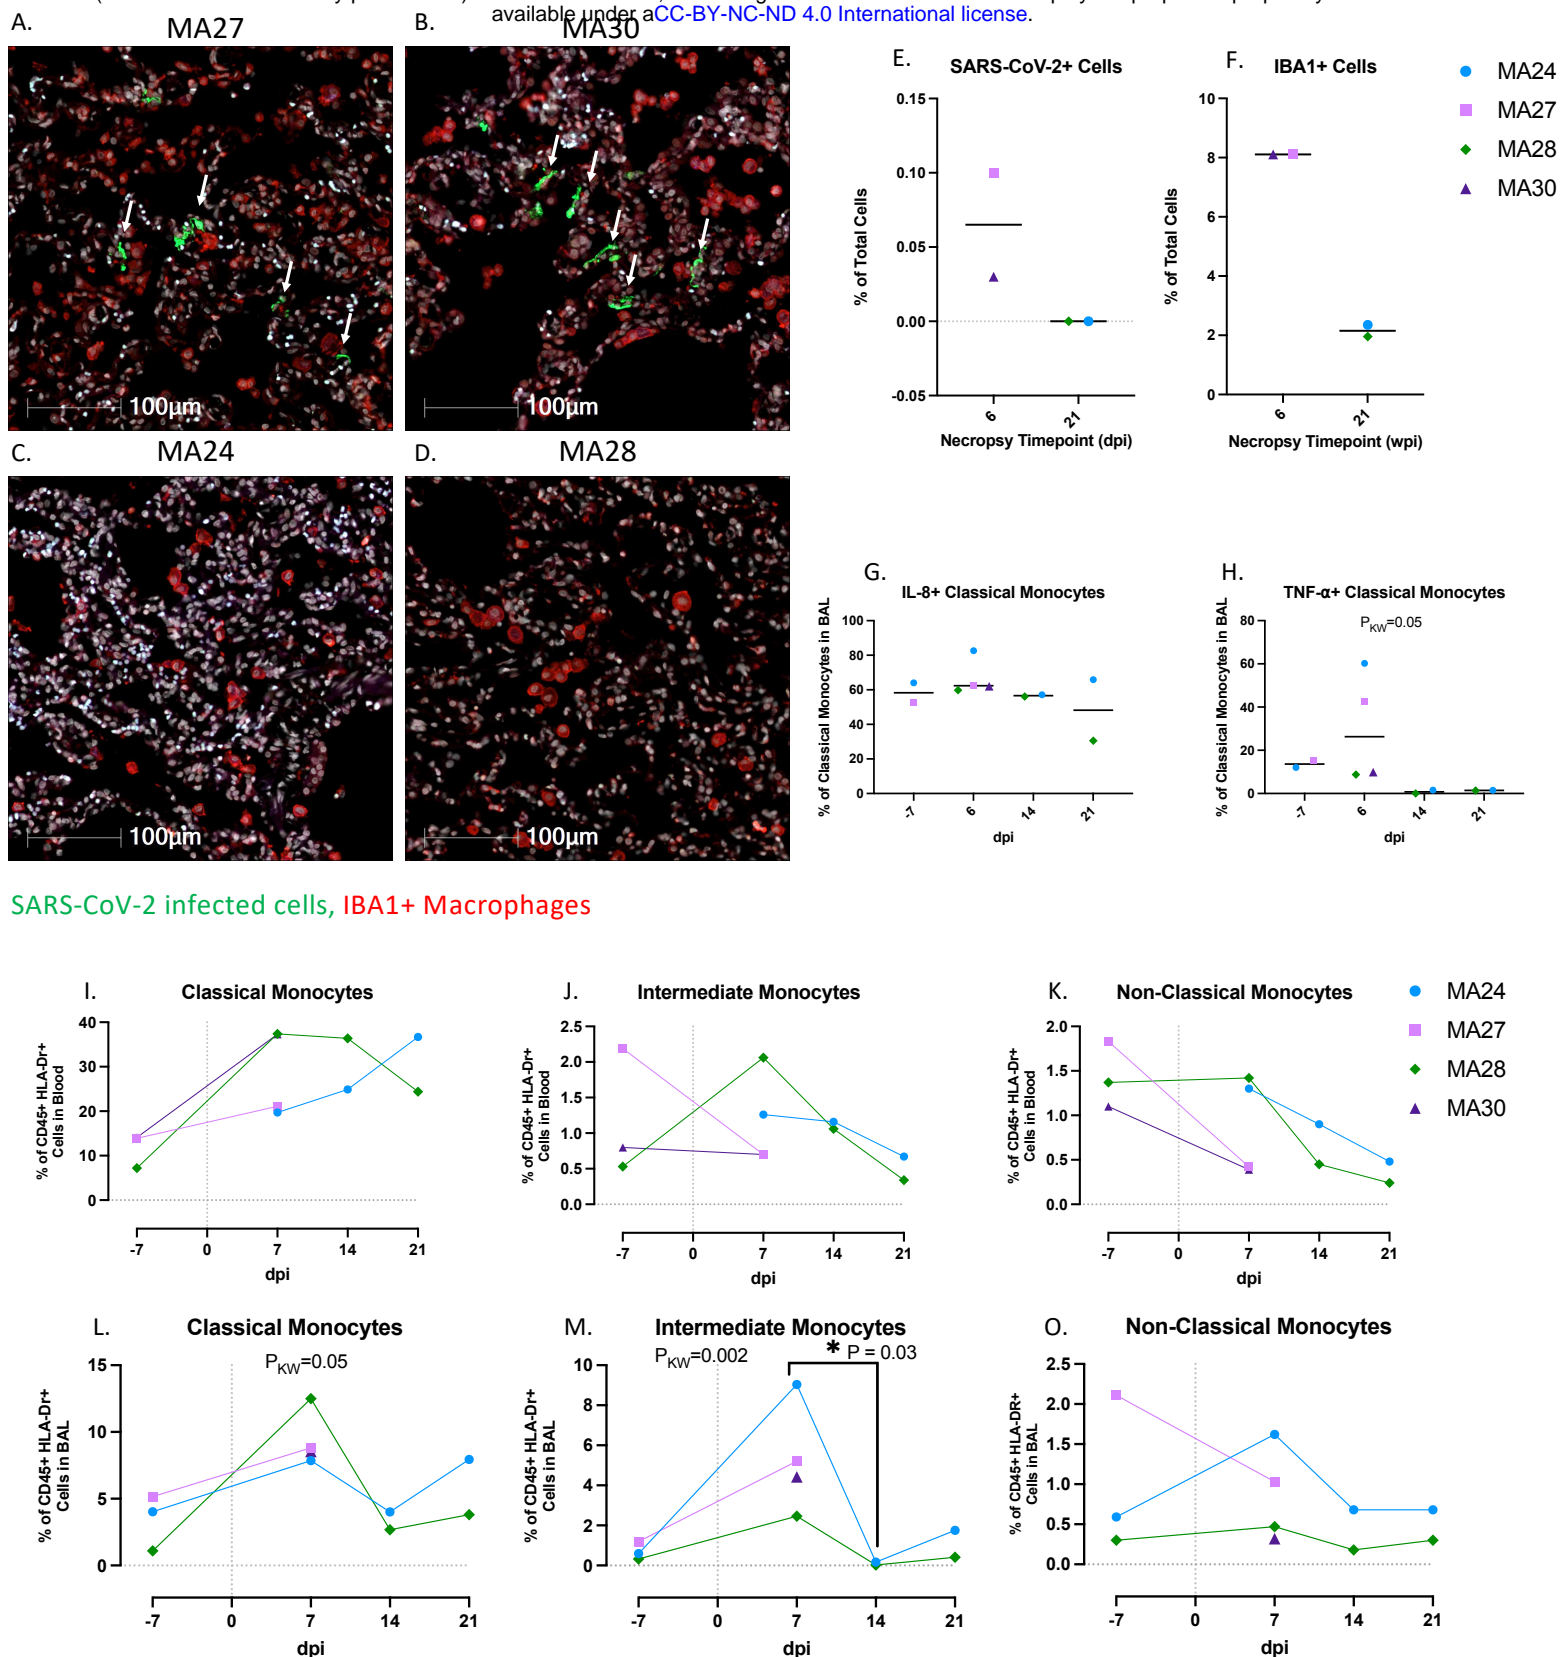 available under aCC-BY-NC-ND 4.0 International license.
A.
MA27
B.
MA30
100µm
100µm
C.
MA24
D.
MA28
100µm
100µm
SARS-CoV-2 infected cells, IBA1+ Macrophages
E.
SARS-CoV-2+ Cells
% of Total Cells
0.15
0.10
0.05
0.00
-0.05
6
21
Necropsy Timepoint (dpi)
F.
IBA1+ Cells
% of Total Cells
10
8
6
4
2
0
6
21
Necropsy Timepoint (wpi)
MA24
MA27
MA28
MA30
G.
IL-8+ Classical Monocytes
% of Classical Monocytes in BAL
100
80
60
40
20
0
-7
6
14
21
dpi
H.
TNF-α+ Classical Monocytes
PKW=0.05
% of Classical Monocytes in BAL
80
60
40
20
0
-7
6
14
21
dpi
I.
Classical Monocytes
% of CD45+ HLA-Dr+
Cells in Blood
40
30
20
10
0
-7
0
7
14
21
dpi
J.
Intermediate Monocytes
% of CD45+ HLA-Dr+
Cells in Blood
2.5
2.0
1.5
1.0
0.5
0.0
-7
0
7
14
21
dpi
K.
Non-Classical Monocytes
% of CD45+ HLA-Dr+
Cells in Blood
2.0
1.5
1.0
0.5
0.0
-7
0
7
14
21
dpi
MA24
MA27
MA28
MA30
L.
Classical Monocytes
PKW=0.05
% of CD45+ HLA-Dr+
Cells in BAL
15
10
5
0
-7
0
7
14
21
dpi
M.
Intermediate Monocytes
PKW=0.002
* P = 0.03
% of CD45+ HLA-Dr+
Cells in BAL
10
8
6
4
2
0
-7
0
7
14
21
dpi
O.
Non-Classical Monocytes
% of CD45+ HLA-DR+
Cells in BAL
2.5
2.0
1.5
1.0
0.5
0.0
-7
0
7
14
21
dpi